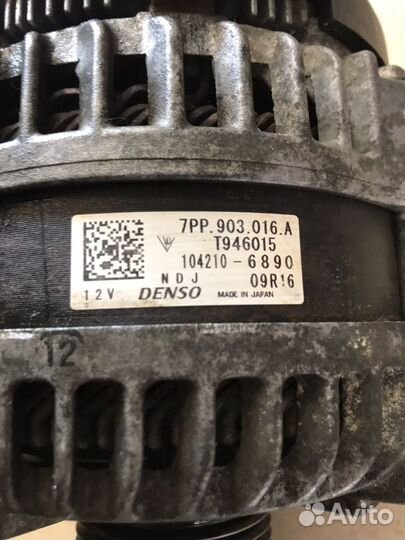 7PP.903.016.A
T946015
104210-6890
NDJ 09R16
12V DENSO MADE IN JAPAN
12
Avito